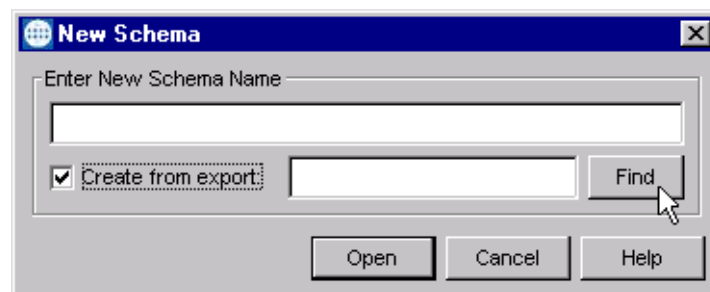 New Schema
Enter New Schema Name
Create from export:
Find
Open Cancel Help